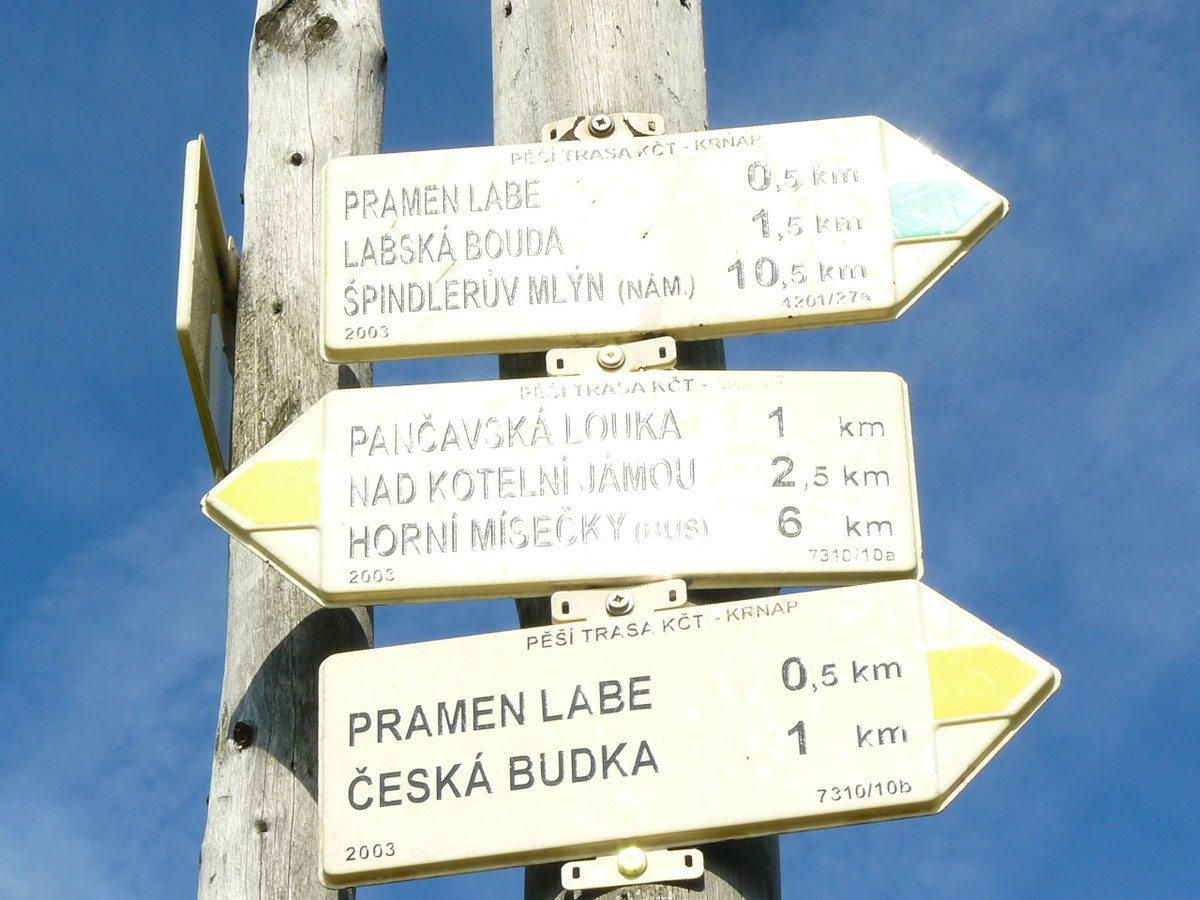 PĚŠÍ TRASA KČT - KRNAP
PRAMEN LABE 0,5 km
LABSKÁ BOUDA 1,5 km
ŠPINDLERŮV MLÝN (NÁM.) 10,5 km
2003 4201/27a
PĚŠÍ TRASA KČT - KRNAP
PANČAVSKÁ LOUKA 1 km
NAD KOTELNÍ JÁMOU 2,5 km
HORNÍ MÍSEČKY (BUS) 6 km
2003 7310/10a
PĚŠÍ TRASA KČT - KRNAP
PRAMEN LABE 0,5 km
ČESKÁ BUDKA 1 km
2003 7310/10b